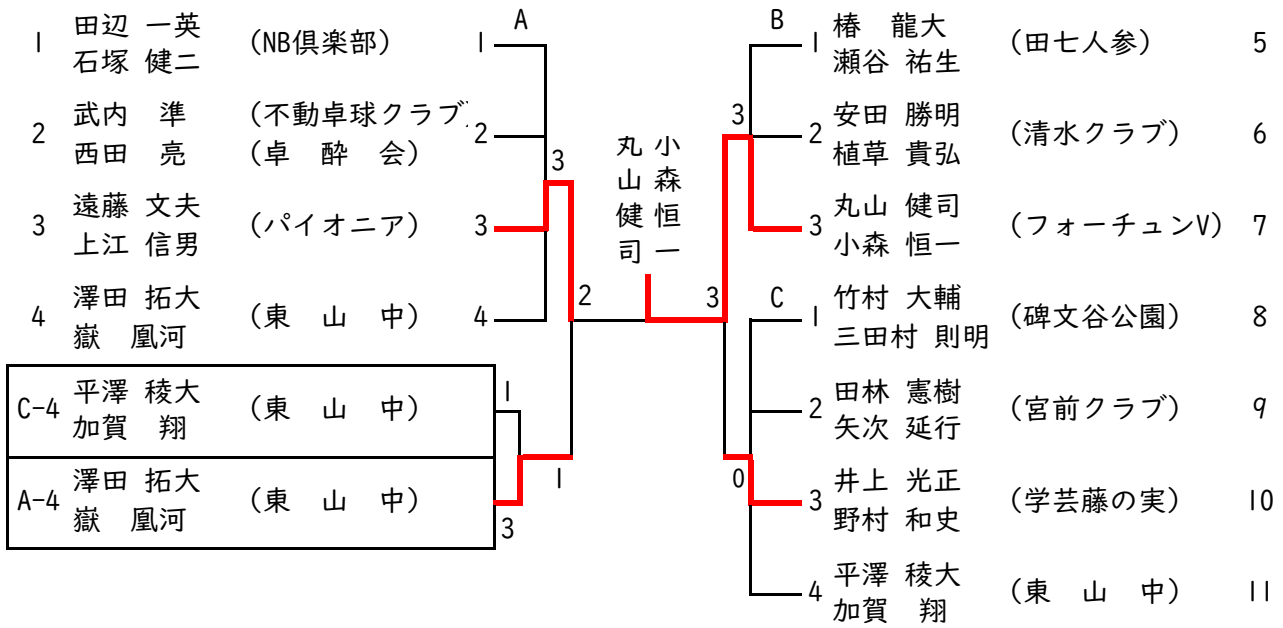 A
1 田辺 一英 (NB俱楽部) 1
石塚 健二
2 武内 準 (不動卓球クラブ) 2
西田 亮 (卓 酔 会)
3
3 遠藤 文夫 (パイオニア) 3
上江 信男
4 澤田 拓大 (東 山 中) 4
嶽 凰河
2
C-4 平澤 稜大 (東 山 中) 1
加賀 翔
A-4 澤田 拓大 (東 山 中) 3
嶽 凰河
1
丸山健司
小森恒一
B
1 椿 龍大 (田七人参) 5
瀬谷 祐生
3
2 安田 勝明 (清水クラブ) 6
植草 貴弘
3 丸山 健司 (フォーチュンV) 7
小森 恒一
3
C
1 竹村 大輔 (碑文谷公園) 8
三田村 則明
2 田林 憲樹 (宮前クラブ) 9
矢次 延行
0
3 井上 光正 (学芸藤の実) 10
野村 和史
4 平澤 稜大 (東 山 中) 11
加賀 翔